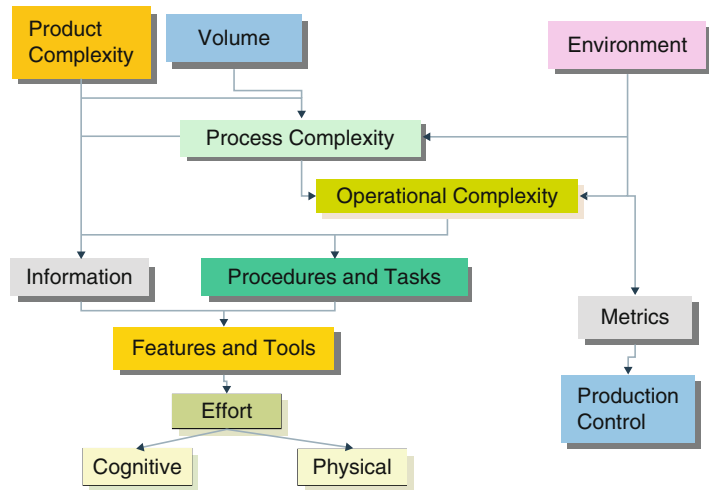 Product
Complexity
Volume
Environment
Process Complexity
Operational Complexity
Information
Procedures and Tasks
Metrics
Features and Tools
Production
Control
Effort
Cognitive
Physical